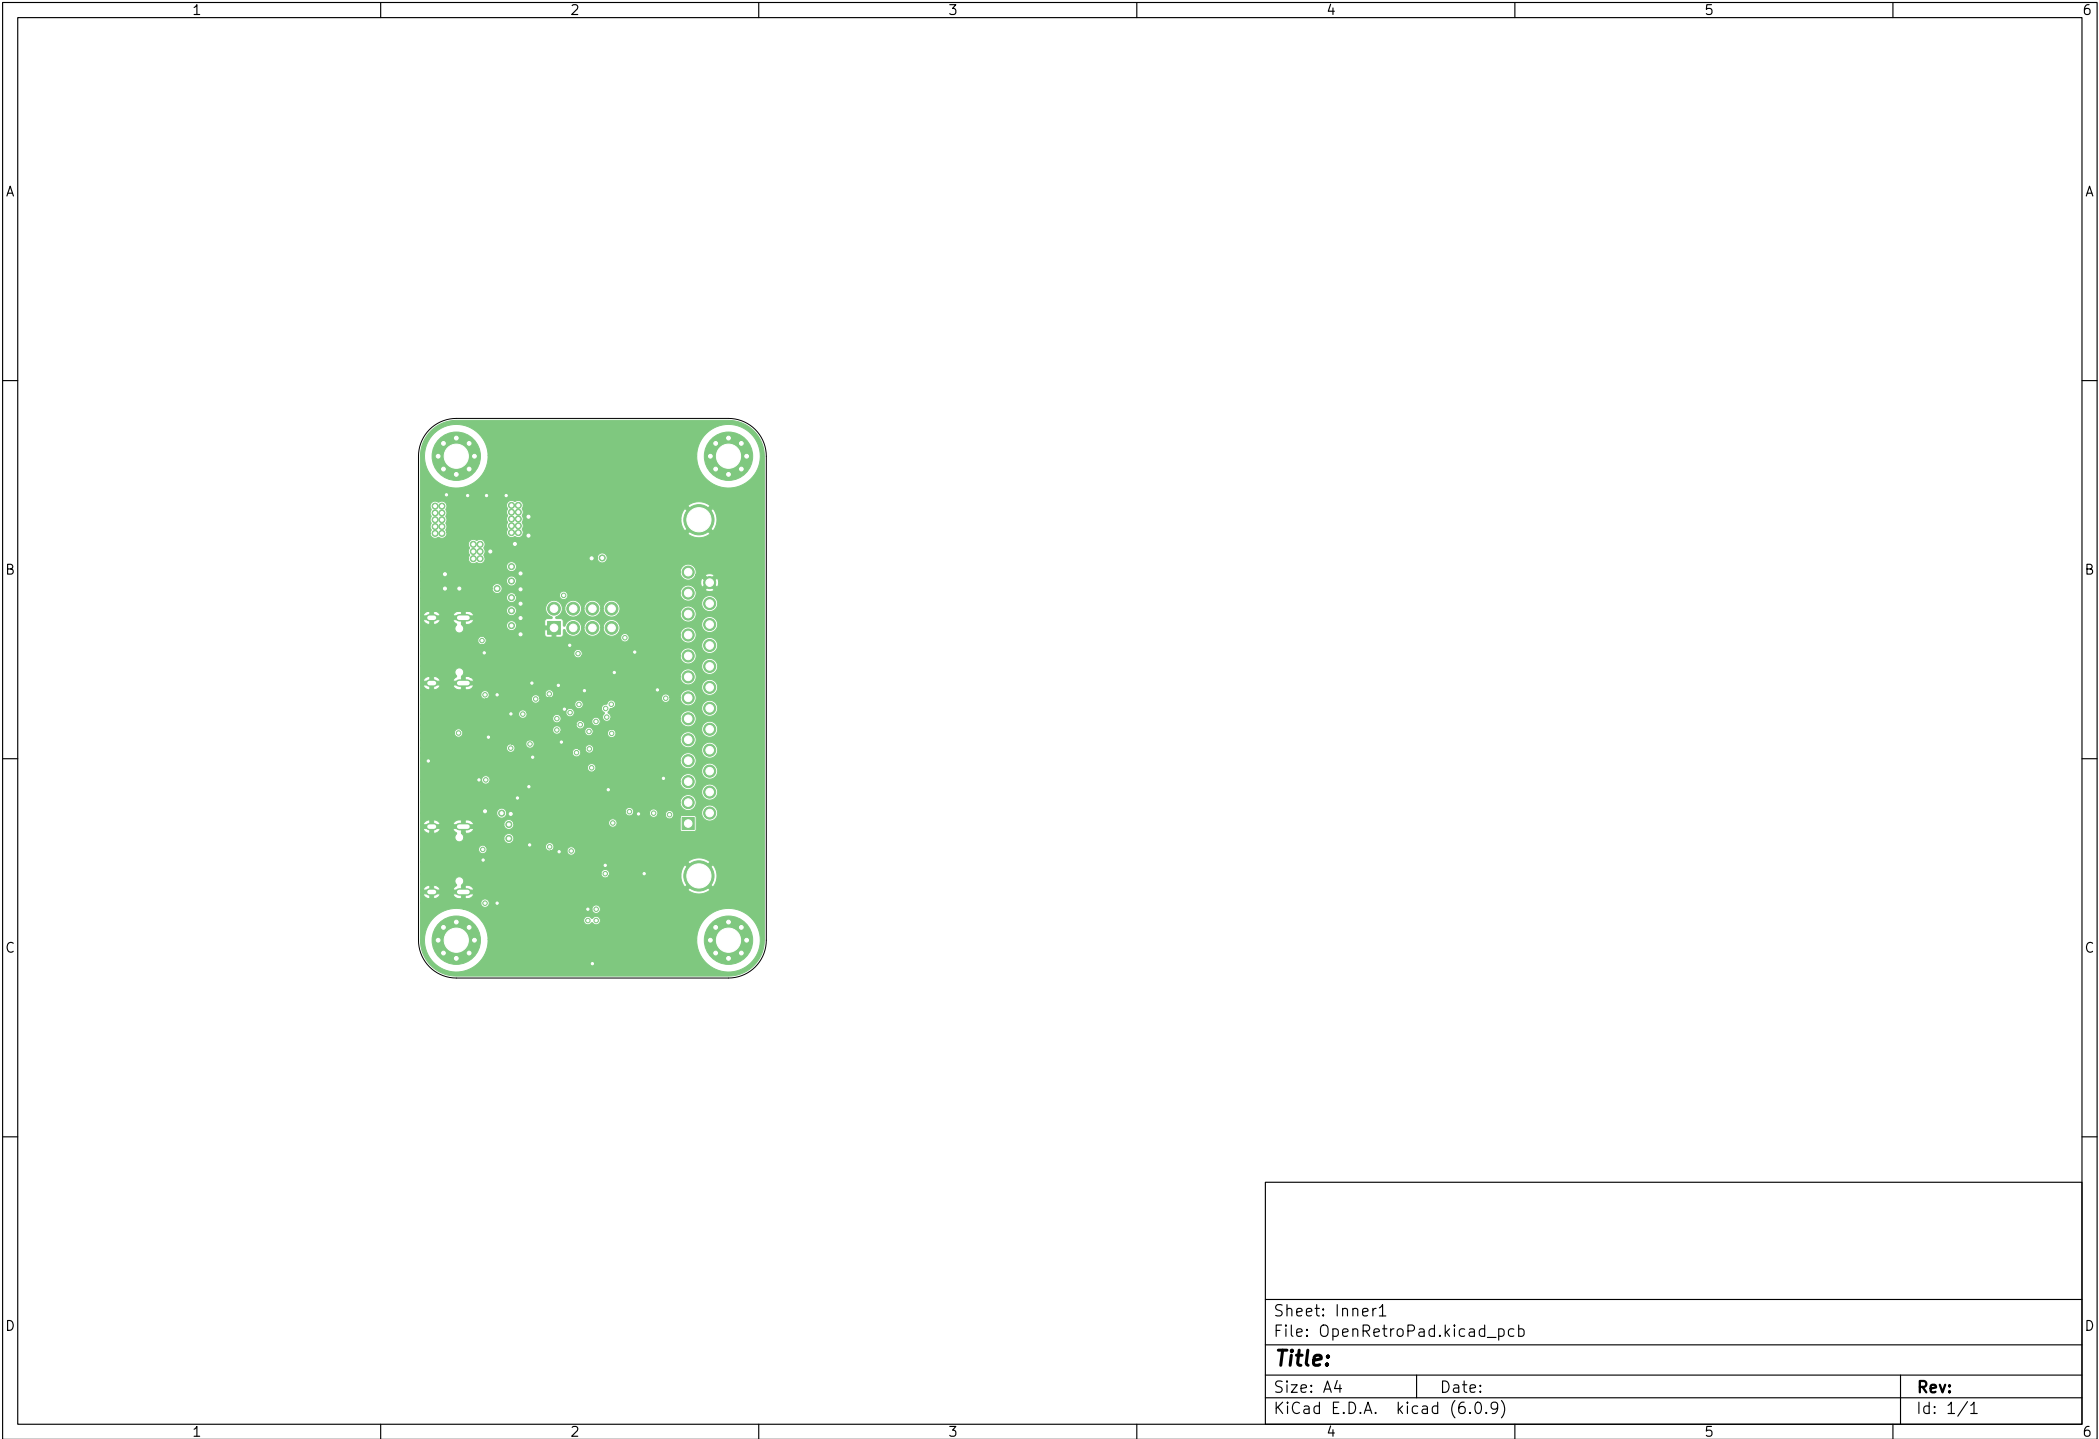 1 2 3 4 5 6
A A
B B
C C
D D
Sheet: Inner1
File: OpenRetroPad.kicad_pcb
Title:
Size: A4 Date: Rev:
KiCad E.D.A. kicad (6.0.9) Id: 1/1
1 2 3 4 5 6